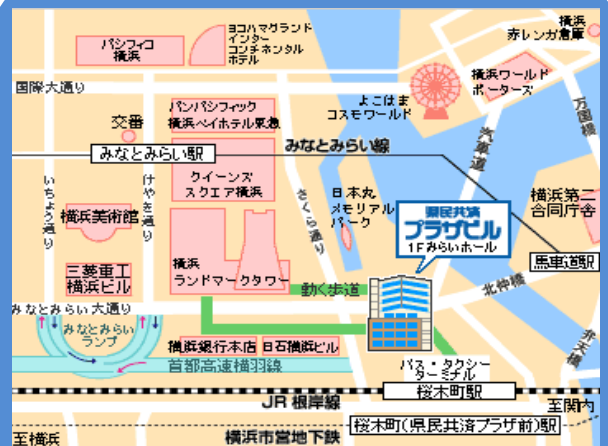 ヨコハマグランド
インター
コンチネンタル
ホテル
パシフィコ
横浜
横浜
赤レンガ倉庫
国際大通り
横浜ワールド
ポーターズ
よこはま
コスモワールド
パンパシフィック
横浜ベイホテル東急
交番
万国橋
汽車道
みなとみらい駅
みなとみらい線
クイーンズ
スクエア横浜
いちょう通り
けやき通り
さくら通り
日本丸
メモリアル
パーク
横浜美術館
県民共済
プラザビル
1Fみらいホール
横浜第二
合同庁舎
馬車道駅
三菱重工
横浜ビル
横浜
ランドマークタワー
動く歩道
北仲橋
みなとみらい大通り
みなとみらい
ランプ
弁天橋
横浜銀行本店
日石横浜ビル
首都高速横羽線
バス・タクシー
ターミナル
桜木町駅
JR根岸線
至関内
桜木町(県民共済プラザ前)駅
至横浜
横浜市営地下鉄